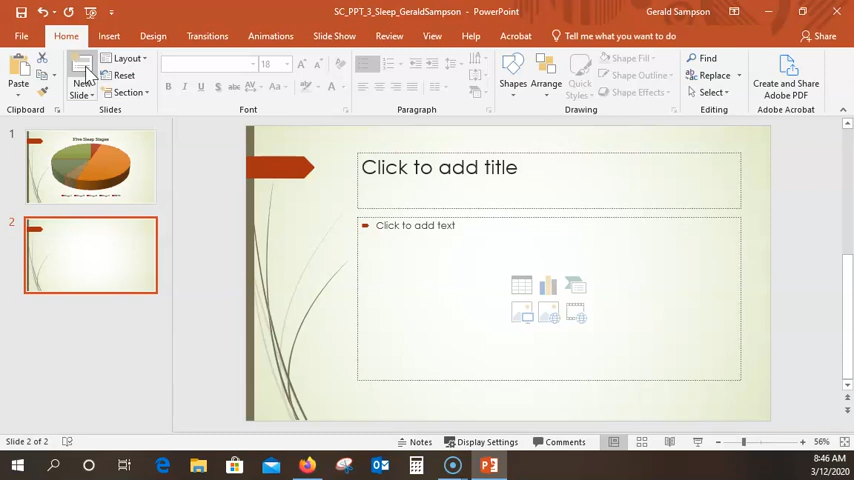 SC_PPT_3_Sleep_GeraldSampson - PowerPoint
Gerald Sampson
File Home Insert Design Transitions Animations Slide Show Review View Help Acrobat Tell me what you want to do Share
Paste
New
Slide
Layout
Reset
Section
18
B I U S abc AV Aa A
Shapes
Arrange
Quick
Styles
Shape Fill
Shape Outline
Shape Effects
Find
Replace
Select
Create and Share
Adobe PDF
Clipboard Slides Font Paragraph Drawing Editing Adobe Acrobat
1
Five Sleep Stages
2
Click to add title
Click to add text
Slide 2 of 2
Notes Display Settings Comments 56%
8:46 AM
3/12/2020